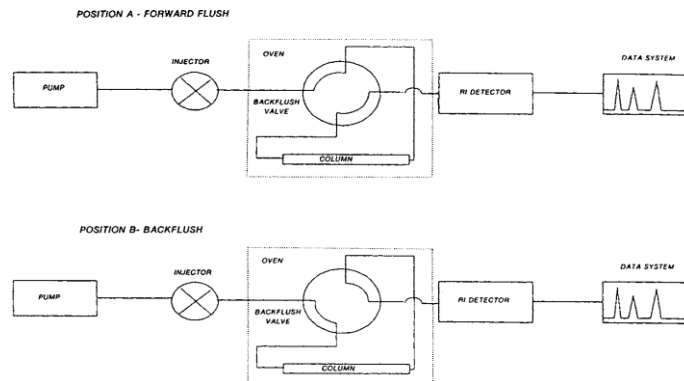 POSITION A - FORWARD FLUSH
OVEN
DATA SYSTEM
INJECTOR
PUMP
RI DETECTOR
BACKFLUSH
VALVE
COLUMN
POSITION B- BACKFLUSH
OVEN
DATA SYSTEM
INJECTOR
PUMP
RI DETECTOR
BACKFLUSH
VALVE
COLUMN